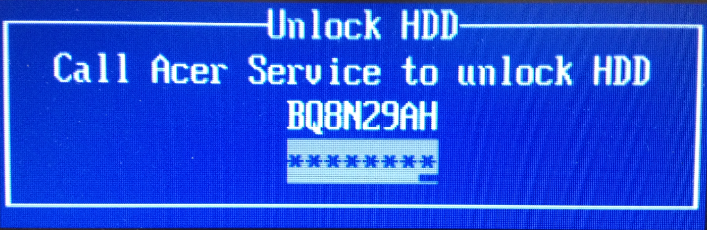 Unlock HDD
Call Acer Service to unlock HDD
BQ8N29AH
********